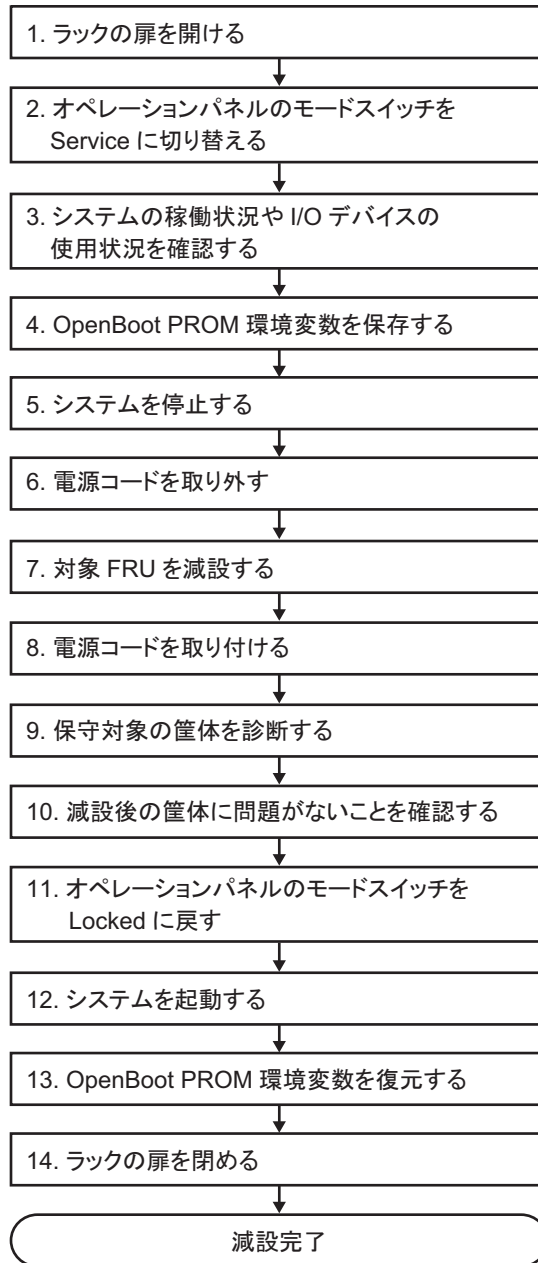 1. ラックの扉を開ける
2. オペレーションパネルのモードスイッチを
Service に切り替える
3. システムの稼働状況や I/O デバイスの
使用状況を確認する
4. OpenBoot PROM 環境変数を保存する
5. システムを停止する
6. 電源コードを取り外す
7. 対象 FRU を減設する
8. 電源コードを取り付ける
9. 保守対象の筐体を診断する
10. 減設後の筐体に問題がないことを確認する
11. オペレーションパネルのモードスイッチを
Locked に戻す
12. システムを起動する
13. OpenBoot PROM 環境変数を復元する
14. ラックの扉を閉める
減設完了